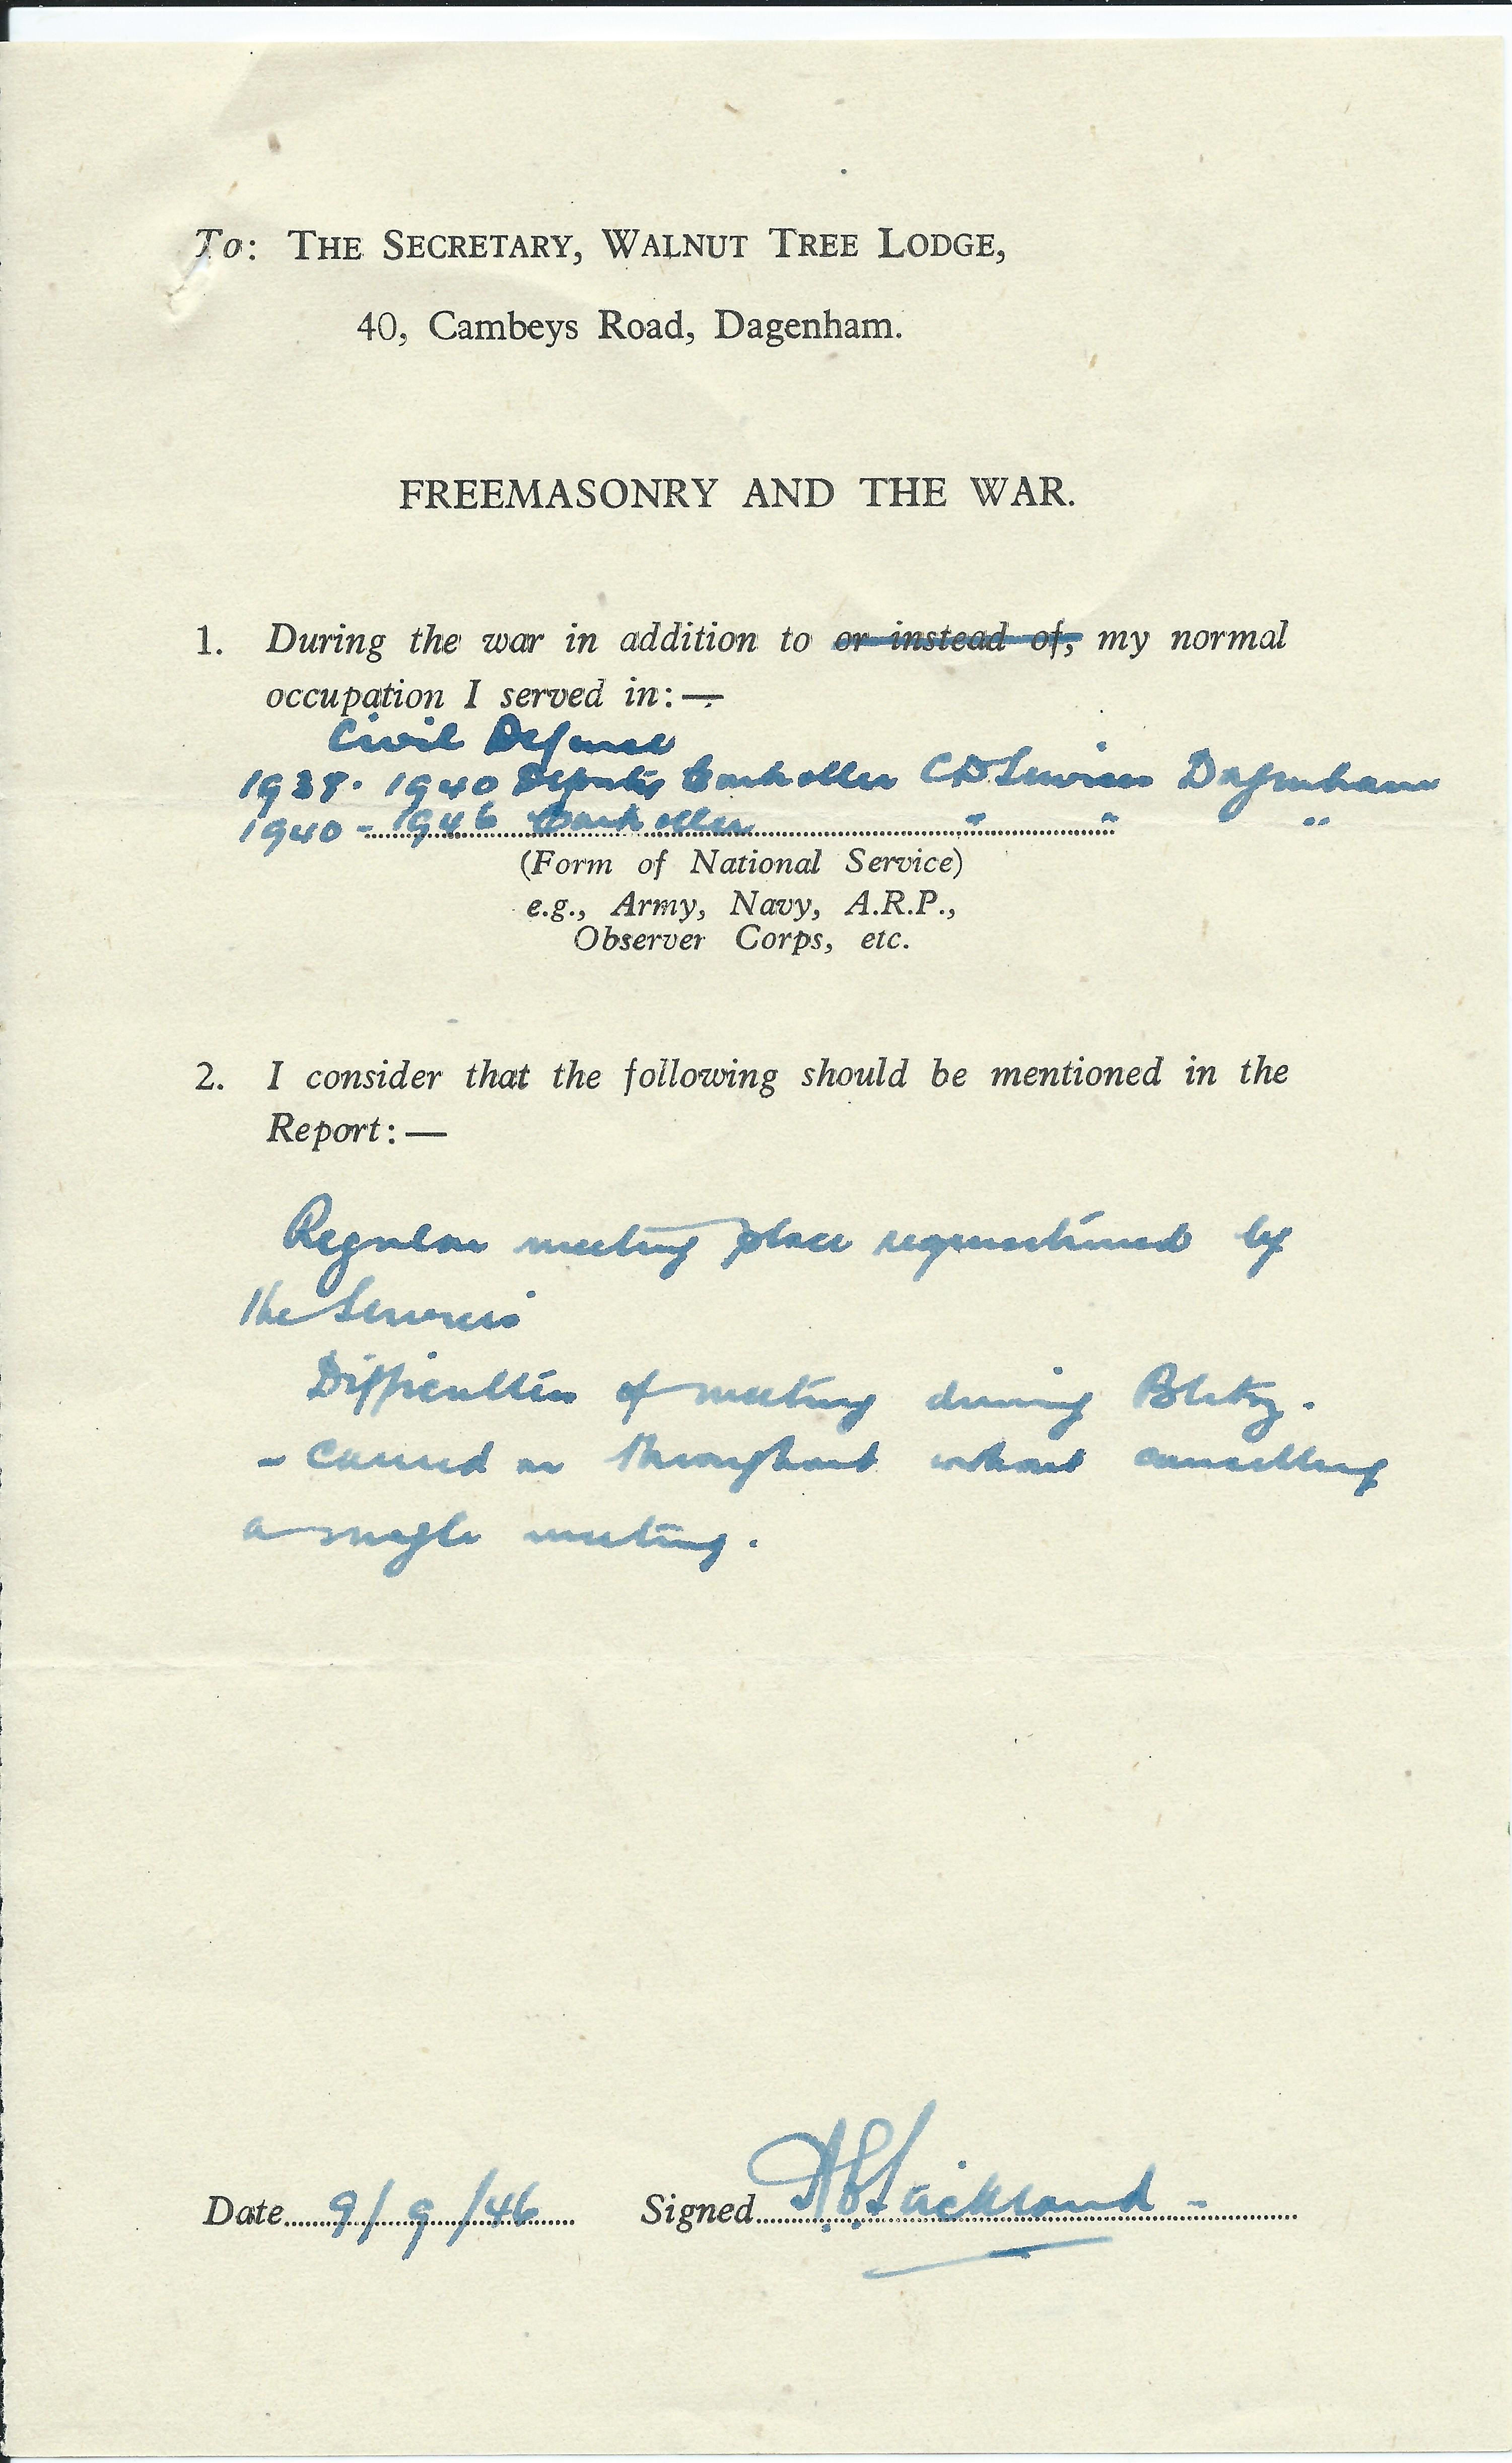 To: THE SECRETARY, WALNUT TREE LODGE,
40, Cambeys Road, Dagenham.
FREEMASONRY AND THE WAR.
1. During the war in addition to or instead of, my normal
occupation I served in:—
Civil Defence
1938. 1940 Deputy Controller C.D. Services Dagenham
1940 - 1946 Controller " " "
(Form of National Service)
e.g., Army, Navy, A.R.P.,
Observer Corps, etc.
2. I consider that the following should be mentioned in the
Report:—
Regular meeting place requisitioned by
the Services
Difficulties of meeting during Blitz.
- Carried on throughout without cancelling
a single meeting.
Date 9/9/46 Signed Strickland